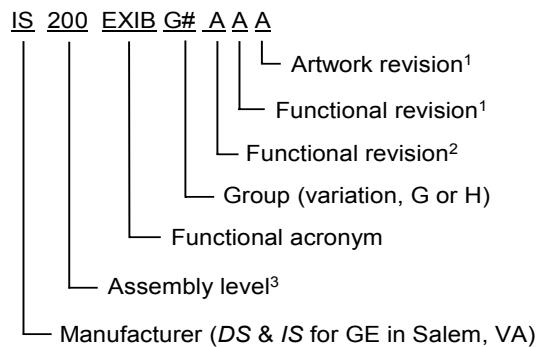 IS 200 EXIB G# A A A
Artwork revision¹
Functional revision¹
Functional revision²
Group (variation, G or H)
Functional acronym
Assembly level³
Manufacturer (DS & IS for GE in Salem, VA)